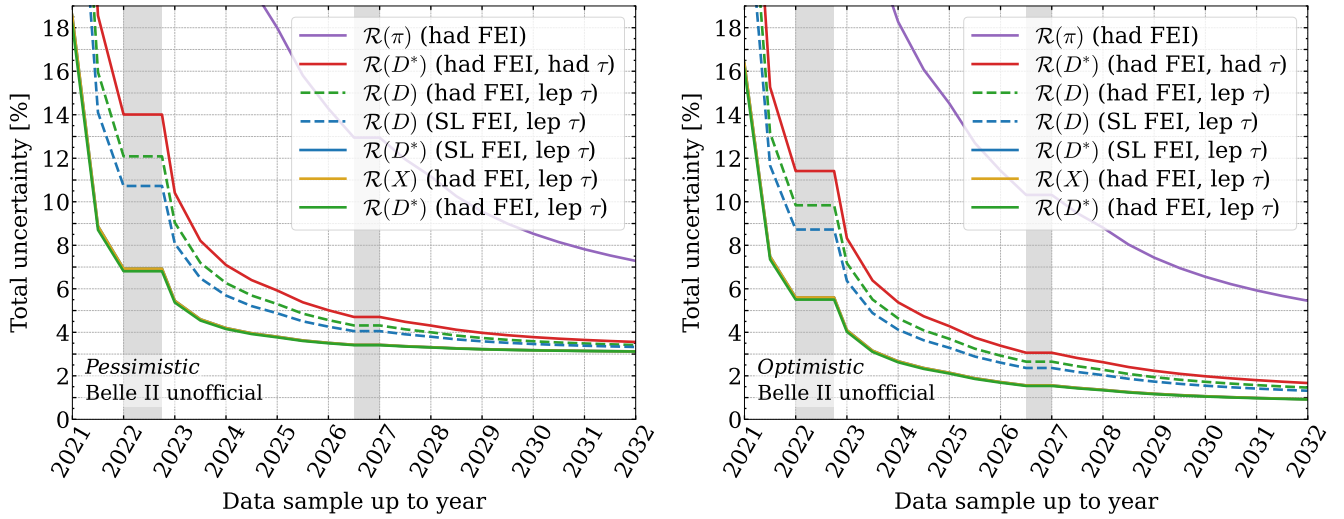 Total uncertainty [%]
18
16
14
12
10
8
6
4
2
0
R(π) (had FEI)
R(D*) (had FEI, had τ)
R(D) (had FEI, lep τ)
R(D) (SL FEI, lep τ)
R(D*) (SL FEI, lep τ)
R(X) (had FEI, lep τ)
R(D*) (had FEI, lep τ)
Pessimistic
Belle II unofficial
2021 2022 2023 2024 2025 2026 2027 2028 2029 2030 2031 2032
Data sample up to year
Total uncertainty [%]
18
16
14
12
10
8
6
4
2
0
R(π) (had FEI)
R(D*) (had FEI, had τ)
R(D) (had FEI, lep τ)
R(D) (SL FEI, lep τ)
R(D*) (SL FEI, lep τ)
R(X) (had FEI, lep τ)
R(D*) (had FEI, lep τ)
Optimistic
Belle II unofficial
2021 2022 2023 2024 2025 2026 2027 2028 2029 2030 2031 2032
Data sample up to year